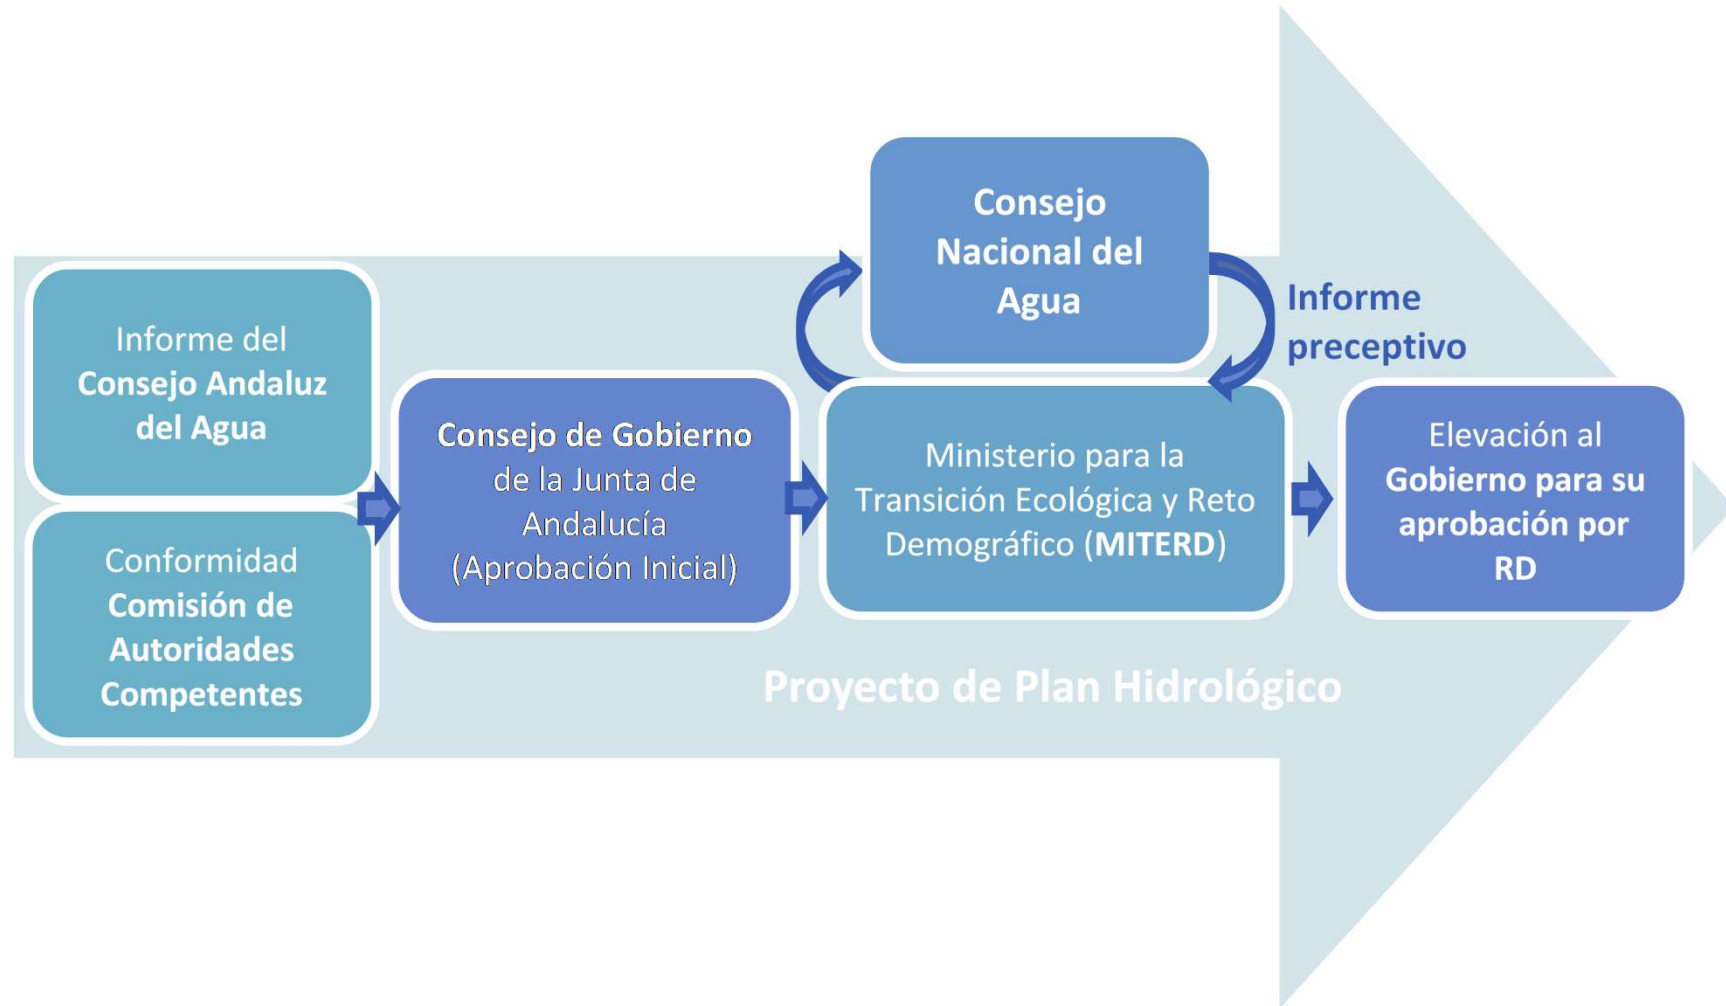 Informe del
Consejo Andaluz
del Agua
Conformidad
Comisión de
Autoridades
Competentes
Consejo de Gobierno
de la Junta de
Andalucía
(Aprobación Inicial)
Consejo
Nacional del
Agua
Informe
preceptivo
Ministerio para la
Transición Ecológica y Reto
Demográfico (MITERD)
Elevación al
Gobierno para su
aprobación por
RD
Proyecto de Plan Hidrológico